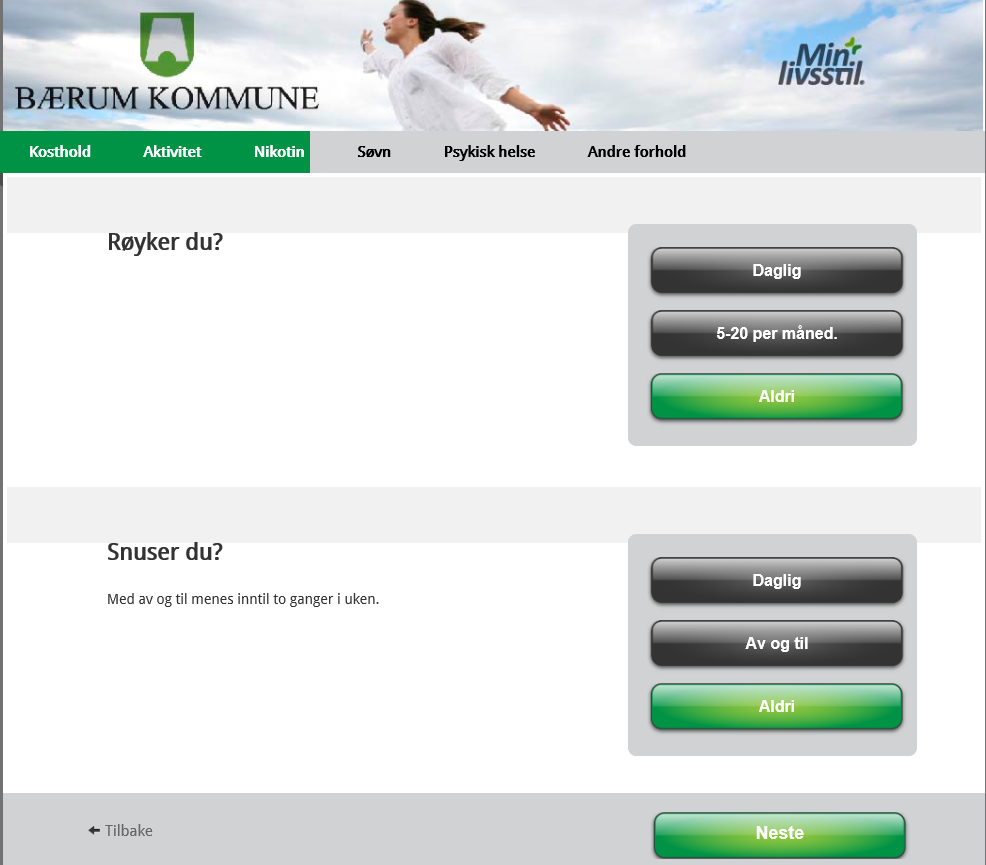 BÆRUM KOMMUNE
Min
livsstil.
Kosthold Aktivitet Nikotin Søvn Psykisk helse Andre forhold
Røyker du?
Daglig
5-20 per måned.
Aldri
Snuser du?
Med av og til menes inntil to ganger i uken.
Daglig
Av og til
Aldri
Tilbake
Neste